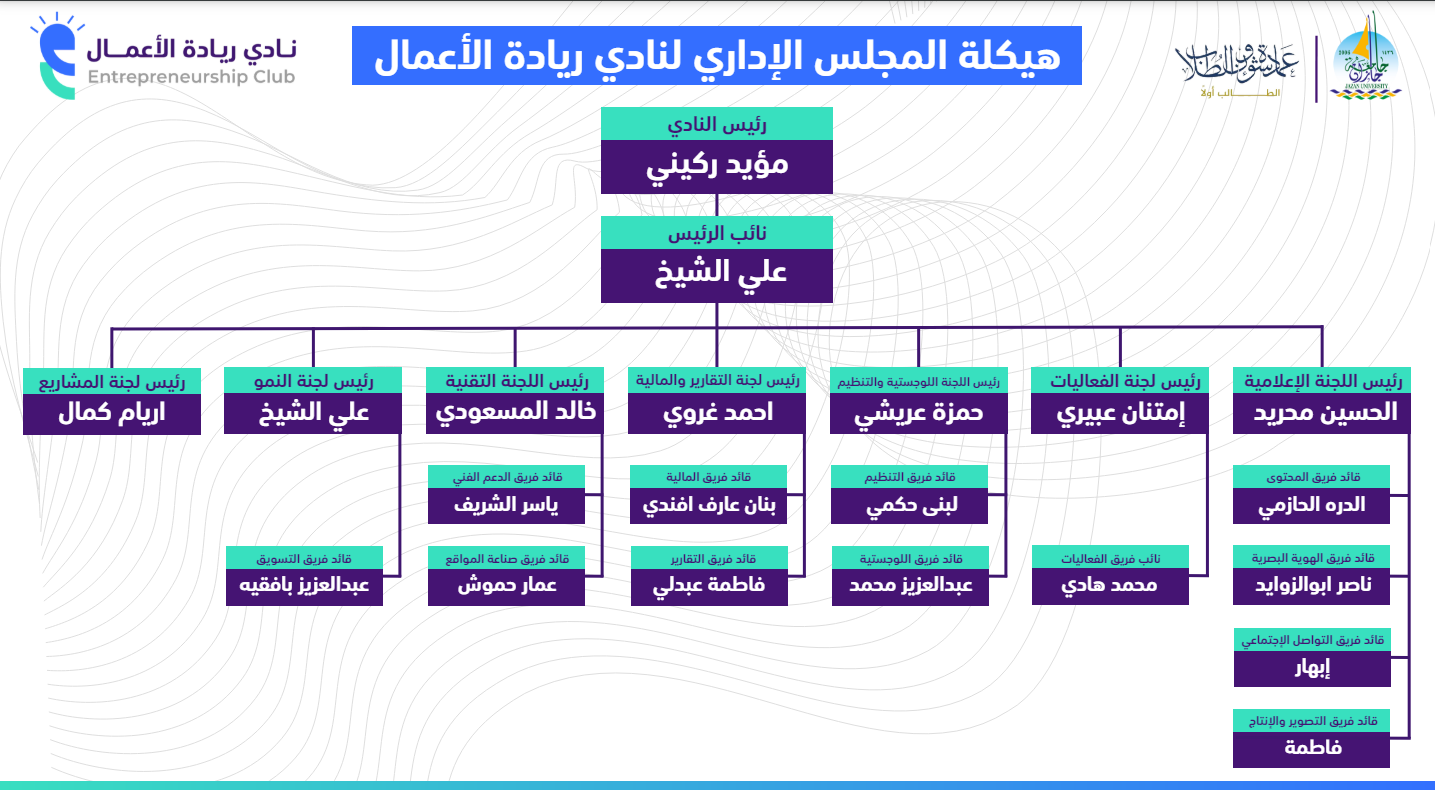 هيكلة المجلس الإداري لنادي ريادة الأعمال
نـادي ريـادة الأعمــال
Entrepreneurship Club
عمادة شؤون الطلاب
الطـــــالب أولاً
جامعة جازان
2006
١٤٢٦
JAZAN UNIVERSITY
رئيس النادي
مؤيد ركيني
نائب الرئيس
علي الشيخ
رئيس اللجنة الإعلامية
الحسين محريد
قائد فريق المحتوى
الدره الحازمي
قائد فريق الهوية البصرية
ناصر ابوالزوايد
قائد فريق التواصل الإجتماعي
إبهار
قائد فريق التصوير والإنتاج
فاطمة
رئيس لجنة الفعاليات
إمتنان عبيري
نائب فريق الفعاليات
محمد هادي
رئيس اللجنة اللوجستية والتنظيم
حمزة عريشي
قائد فريق التنظيم
لبنى حكمي
قائد فريق اللوجستية
عبدالعزيز محمد
رئيس لجنة التقارير والمالية
احمد غروي
قائد فريق المالية
بنان عارف افندي
قائد فريق التقارير
فاطمة عبدلي
رئيس اللجنة التقنية
خالد المسعودي
قائد فريق الدعم الفني
ياسر الشريف
قائد فريق صناعة المواقع
عمار حموش
رئيس لجنة النمو
علي الشيخ
قائد فريق التسويق
عبدالعزيز بافقيه
رئيس لجنة المشاريع
اريام كمال